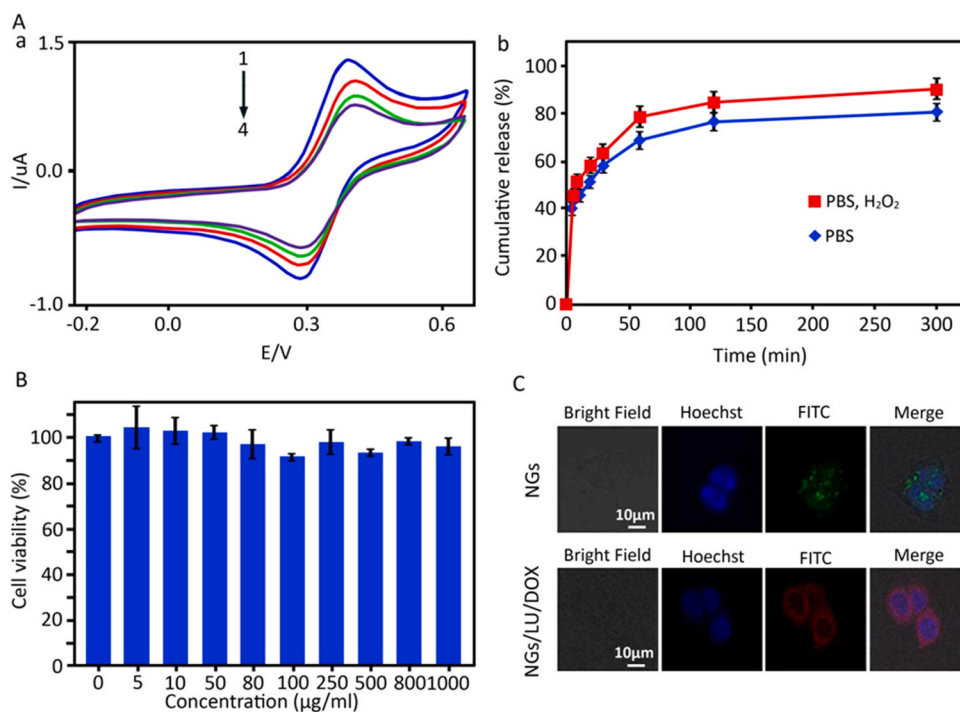 A
a
1.5
0.0
-1.0
I/uA
1
4
-0.2
0.0
0.3
0.6
E/V
b
100
80
60
40
20
0
Cumulative release (%)
PBS, H₂O₂
PBS
0
50
100
150
200
250
300
Time (min)
B
100
80
60
40
20
0
Cell viability (%)
0
5
10
50
80
100
250
500
800
1000
Concentration (μg/ml)
C
Bright Field
Hoechst
FITC
Merge
NGs
10μm
Bright Field
Hoechst
FITC
Merge
NGs/LU/DOX
10μm